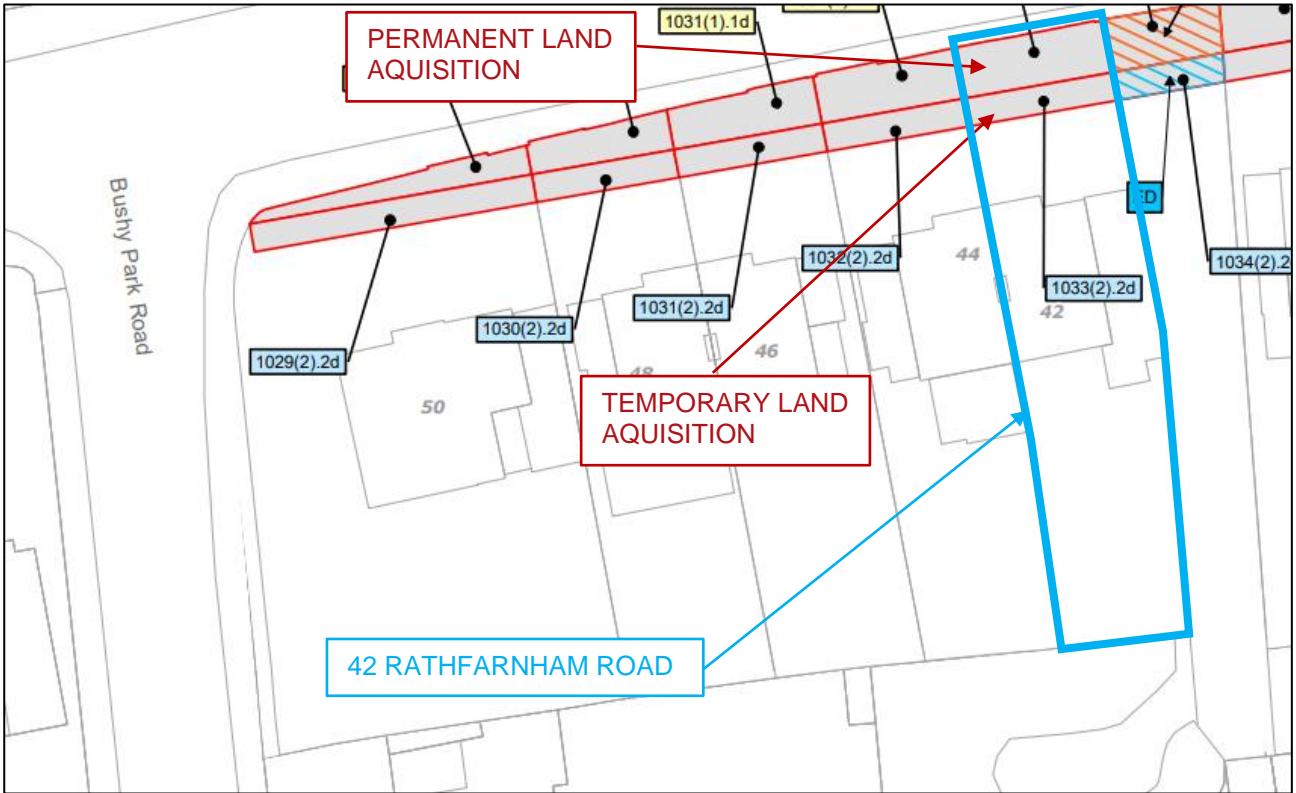 1031(1).1d
PERMANENT LAND
AQUISITION
Bushy Park Road
ED
44
1032(2).2d
1034(2).2
1033(2).2d
42
1031(2).2d
1030(2).2d
46
1029(2).2d
48
50
TEMPORARY LAND
AQUISITION
42 RATHFARNHAM ROAD